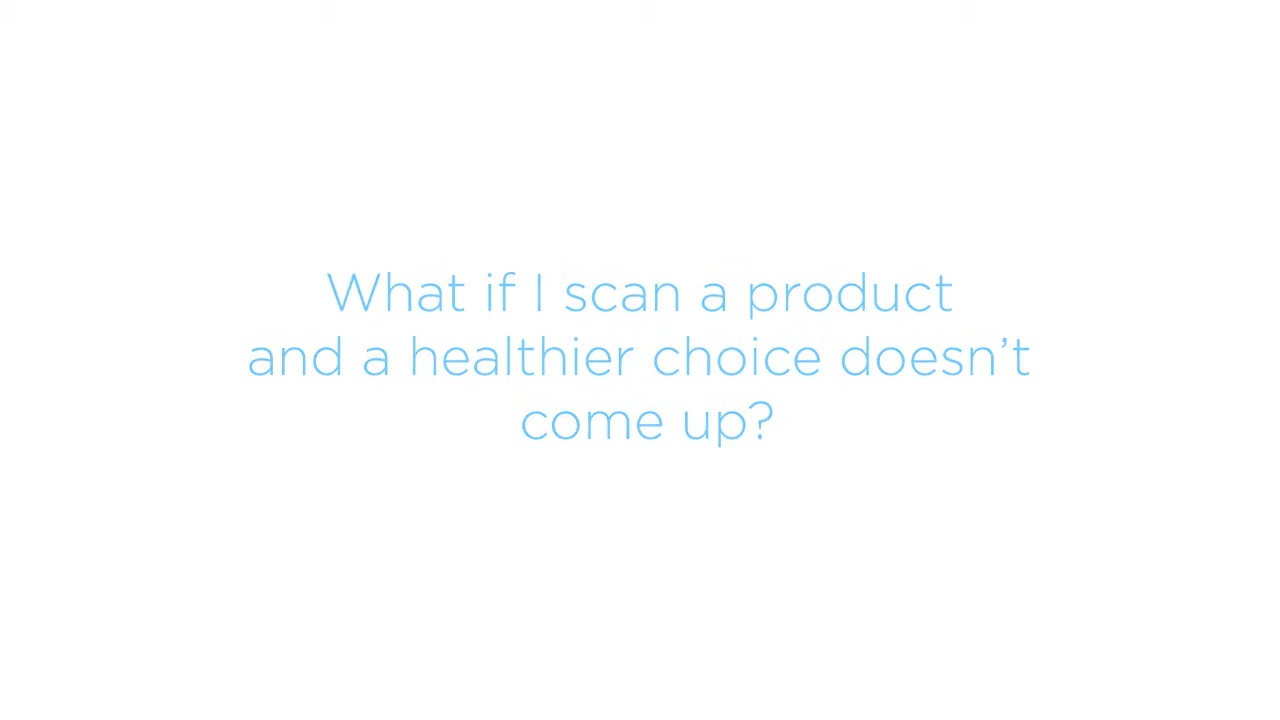 What if I scan a product
and a healthier choice doesn’t
come up?